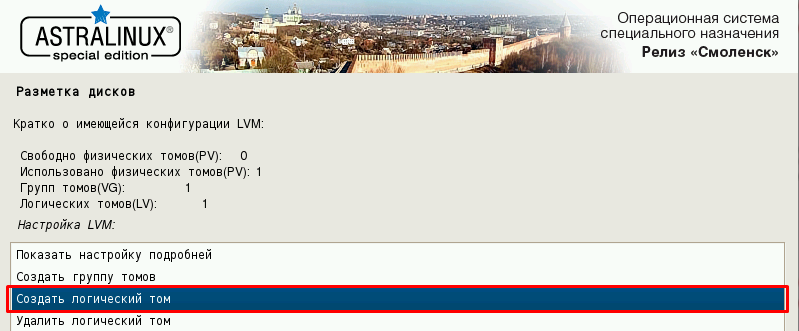 ASTRALINUX®
special edition
Операционная система
специального назначения
Релиз «Смоленск»
Разметка дисков
Кратко о имеющейся конфигурации LVM:
Свободно физических томов(PV): 0
Использовано физических томов(PV): 1
Групп томов(VG): 1
Логических томов(LV): 1
Настройка LVM:
Показать настройку подробней
Создать группу томов
Создать логический том
Удалить логический том